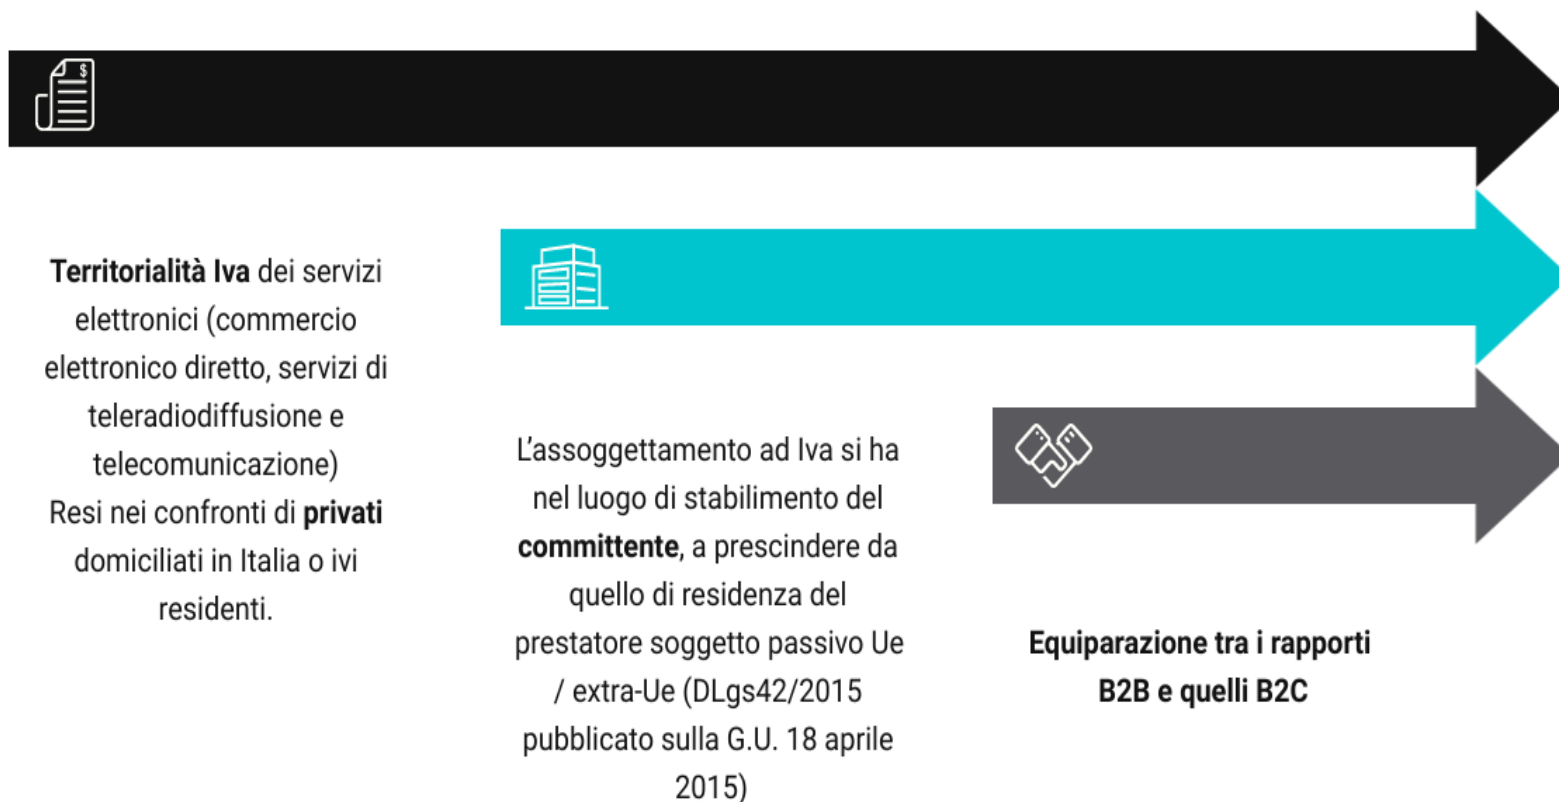 $
Territorialità Iva dei servizi
elettronici (commercio
elettronico diretto, servizi di
teleradiodiffusione e
telecomunicazione)
Resi nei confronti di privati
domiciliati in Italia o ivi
residenti.
L’assoggettamento ad Iva si ha
nel luogo di stabilimento del
committente, a prescindere da
quello di residenza del
prestatore soggetto passivo Ue
/ extra-Ue (DLgs42/2015
pubblicato sulla G.U. 18 aprile
2015)
Equiparazione tra i rapporti
B2B e quelli B2C